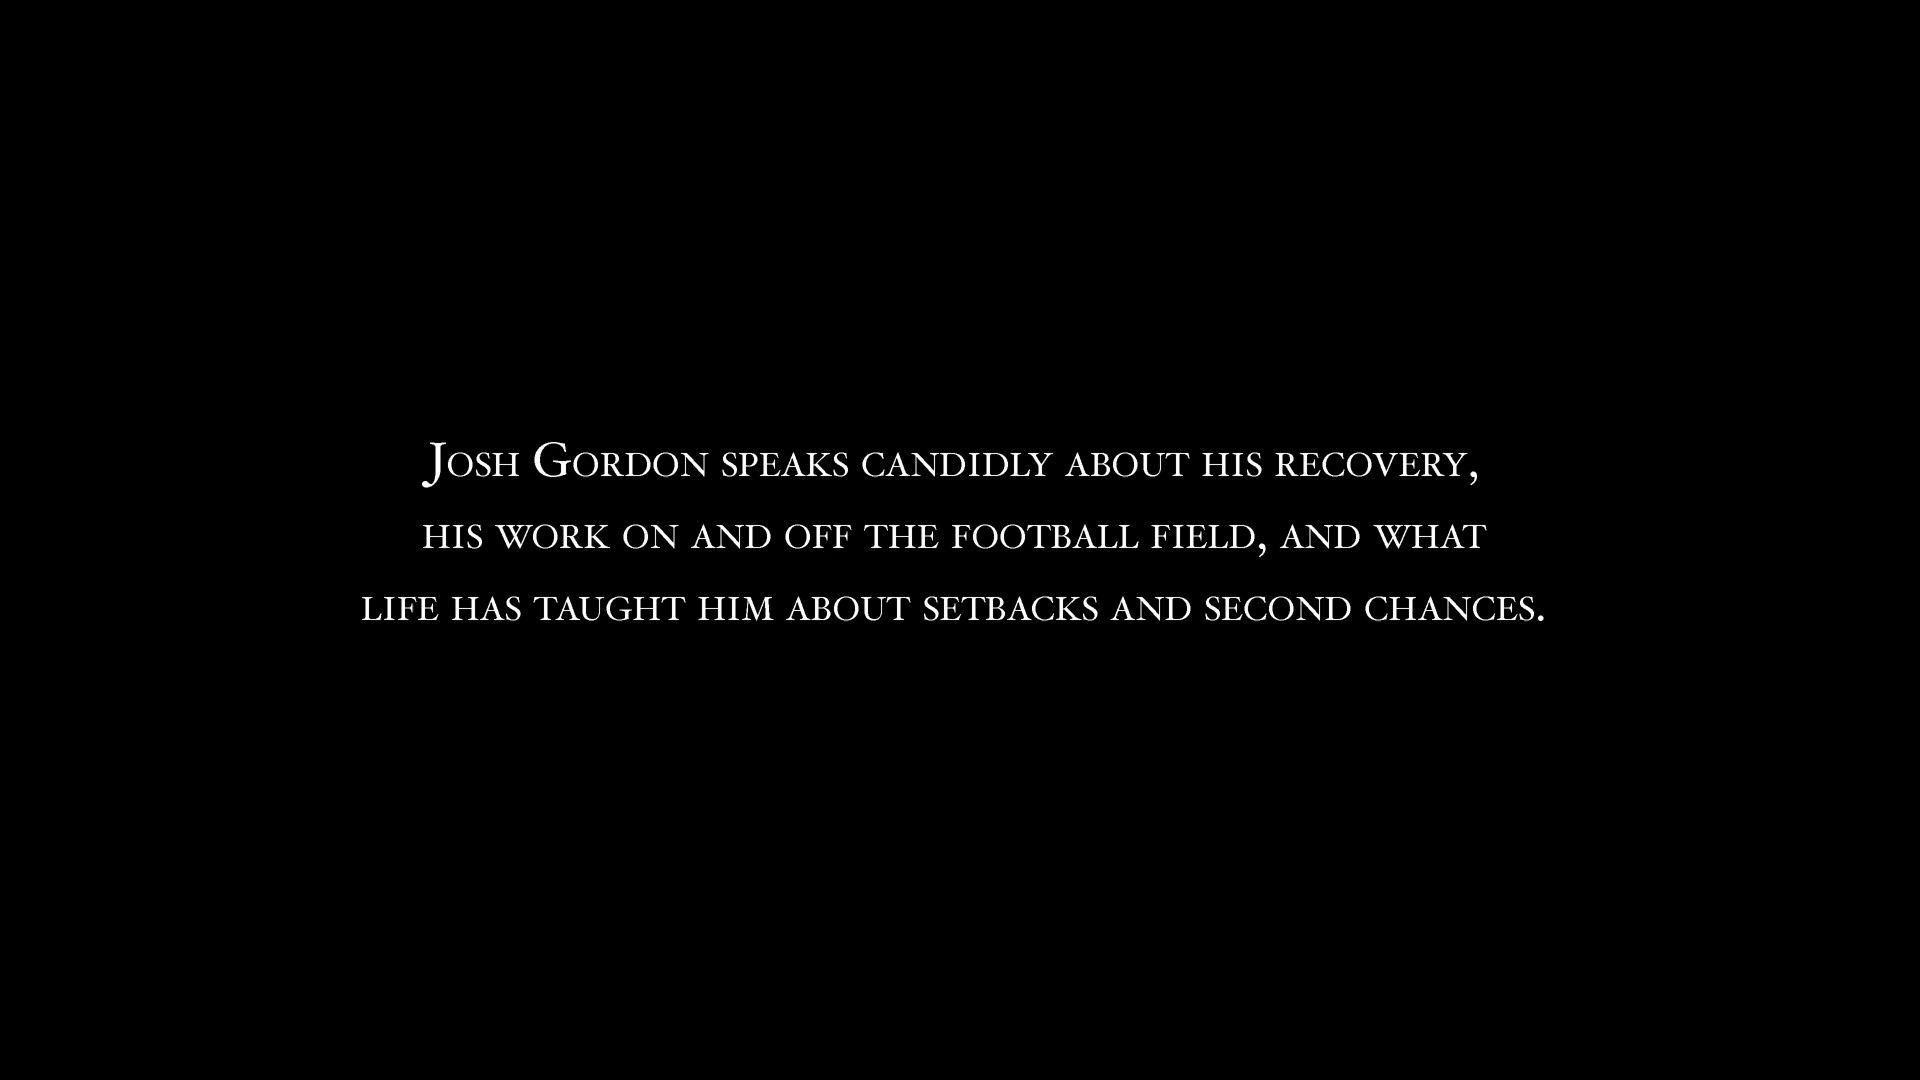 Josh Gordon speaks candidly about his recovery,
his work on and off the football field, and what
life has taught him about setbacks and second chances.